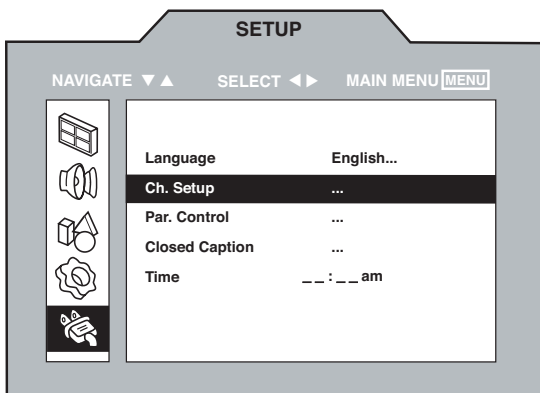 SETUP
NAVIGATE ▼ ▲ SELECT ◀ ▶ MAIN MENU MENU
Language English...
Ch. Setup ...
Par. Control ...
Closed Caption ...
Time _ _ : _ _ am